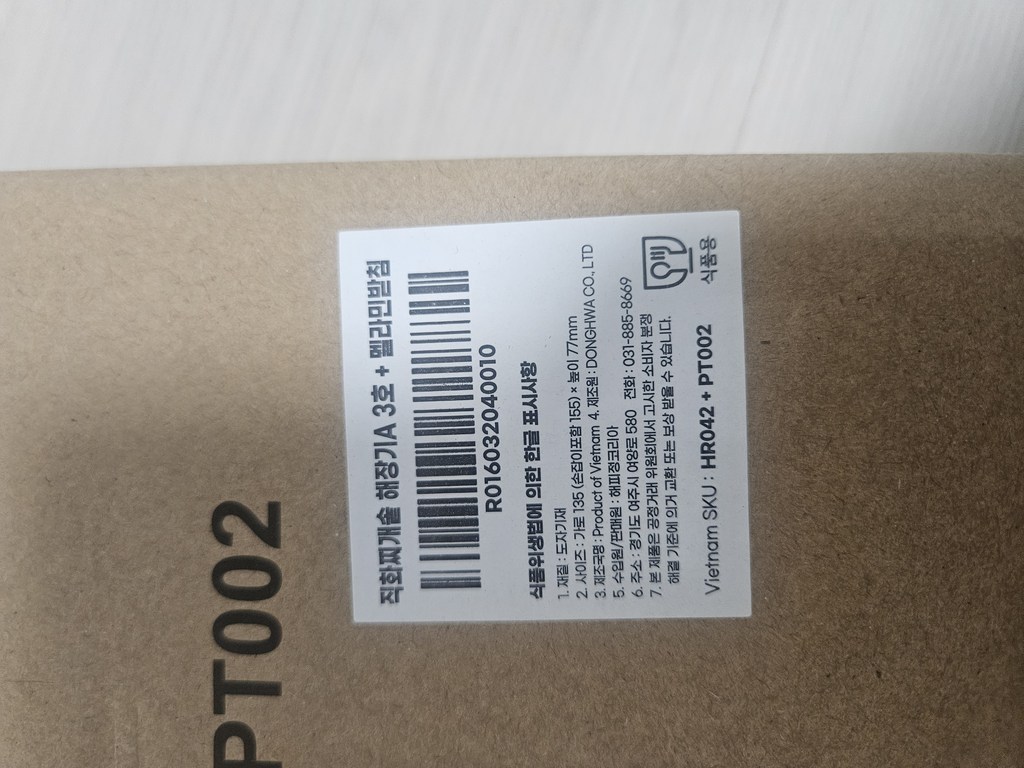 PT002
직화찌개솥 해장기A 3호 + 멜라민받침
R016032040010
식품위생법에 의한 한글 표시사항
1. 재질 : 도자기재
2. 사이즈 : 가로 135 (손잡이포함 155) × 높이 77mm
3. 제조국명 : Product of Vietnam 4. 제조원 : DONGHWA CO., LTD
5. 수입원/판매원 : 해피정코리아
6. 주소 : 경기도 여주시 여양로 580 전화 : 031-885-8669
7. 본 제품은 공정거래 위원회에서 고시한 소비자 분쟁
해결 기준에 의거 교환 또는 보상 받을 수 있습니다.
식품용
Vietnam SKU : HR042 + PT002